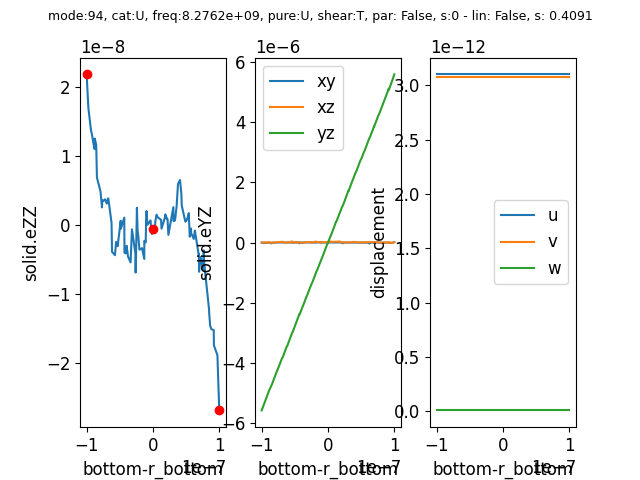 mode:94, cat:U, freq:8.2762e+09, pure:U, shear:T, par: False, s:0 - lin: False, s: 0.4091
1e−8
2
1
0
−1
−2
solid.eZZ
−1
0
1
bottom-r_bottom
1e−7
1e−6
6
4
2
0
−2
−4
−6
solid.eYZ
xy
xz
yz
−1
0
1
bottom-r_bottom
1e−7
1e−12
3.0
2.5
2.0
1.5
1.0
0.5
0.0
displacement
u
v
w
−1
0
1
bottom-r_bottom
1e−7